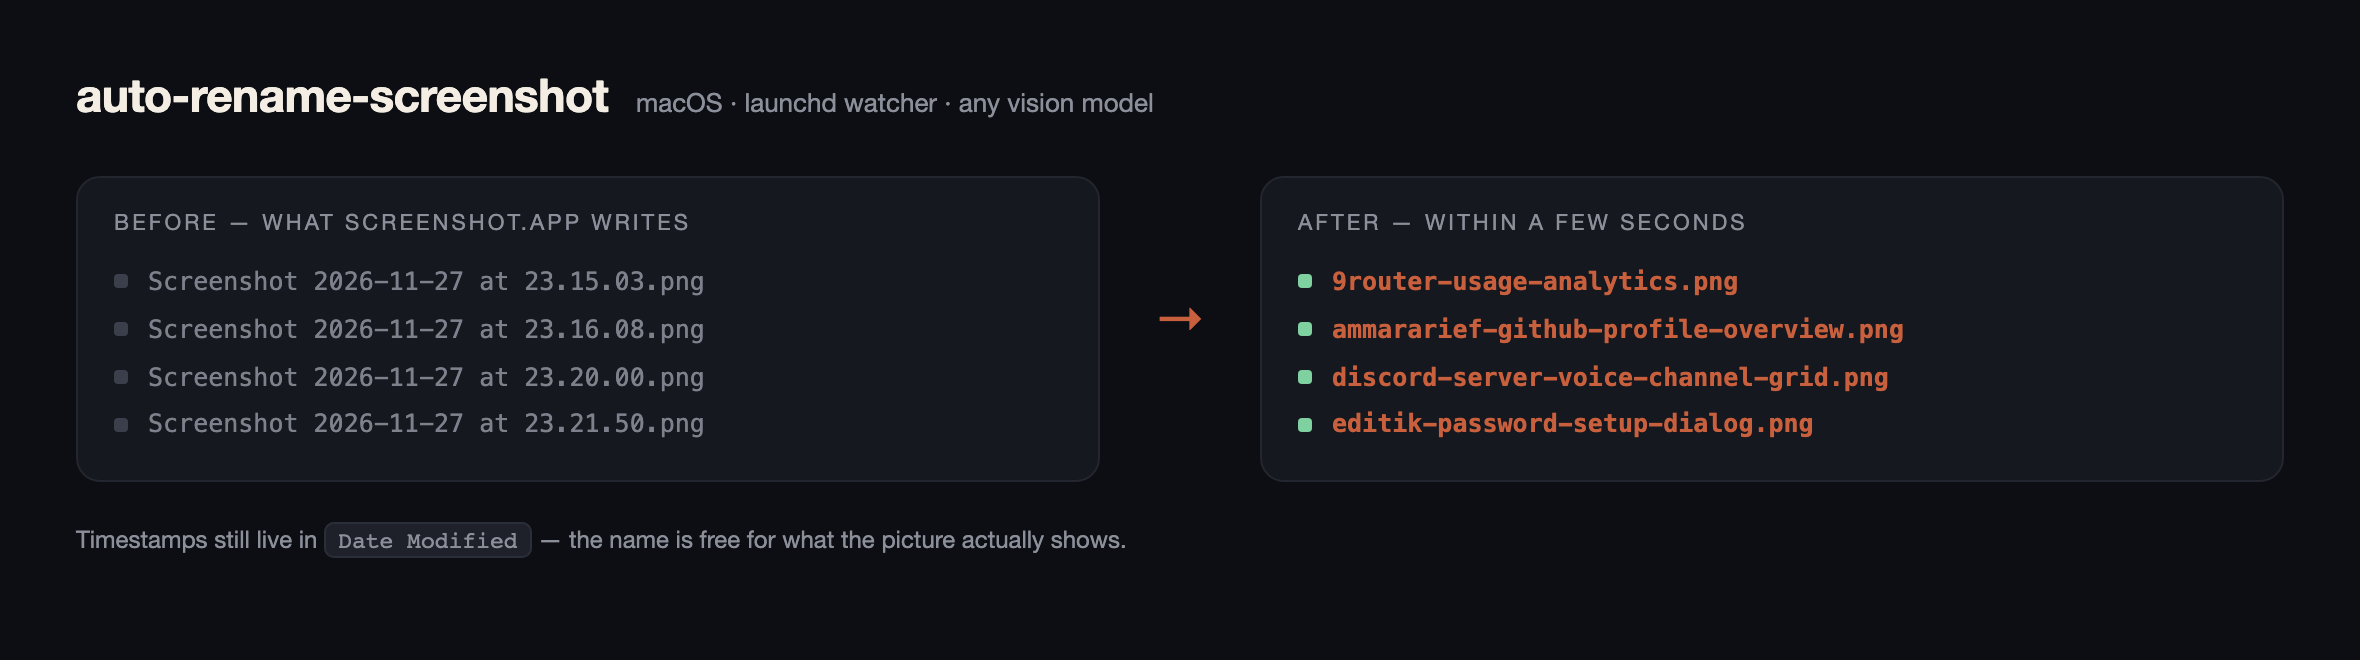 auto-rename-screenshot macOS · launchd watcher · any vision model
BEFORE — WHAT SCREENSHOT.APP WRITES
Screenshot 2026-11-27 at 23.15.03.png
Screenshot 2026-11-27 at 23.16.08.png
Screenshot 2026-11-27 at 23.20.00.png
Screenshot 2026-11-27 at 23.21.50.png
→
AFTER — WITHIN A FEW SECONDS
9router-usage-analytics.png
ammararief-github-profile-overview.png
discord-server-voice-channel-grid.png
editik-password-setup-dialog.png
Timestamps still live in Date Modified — the name is free for what the picture actually shows.